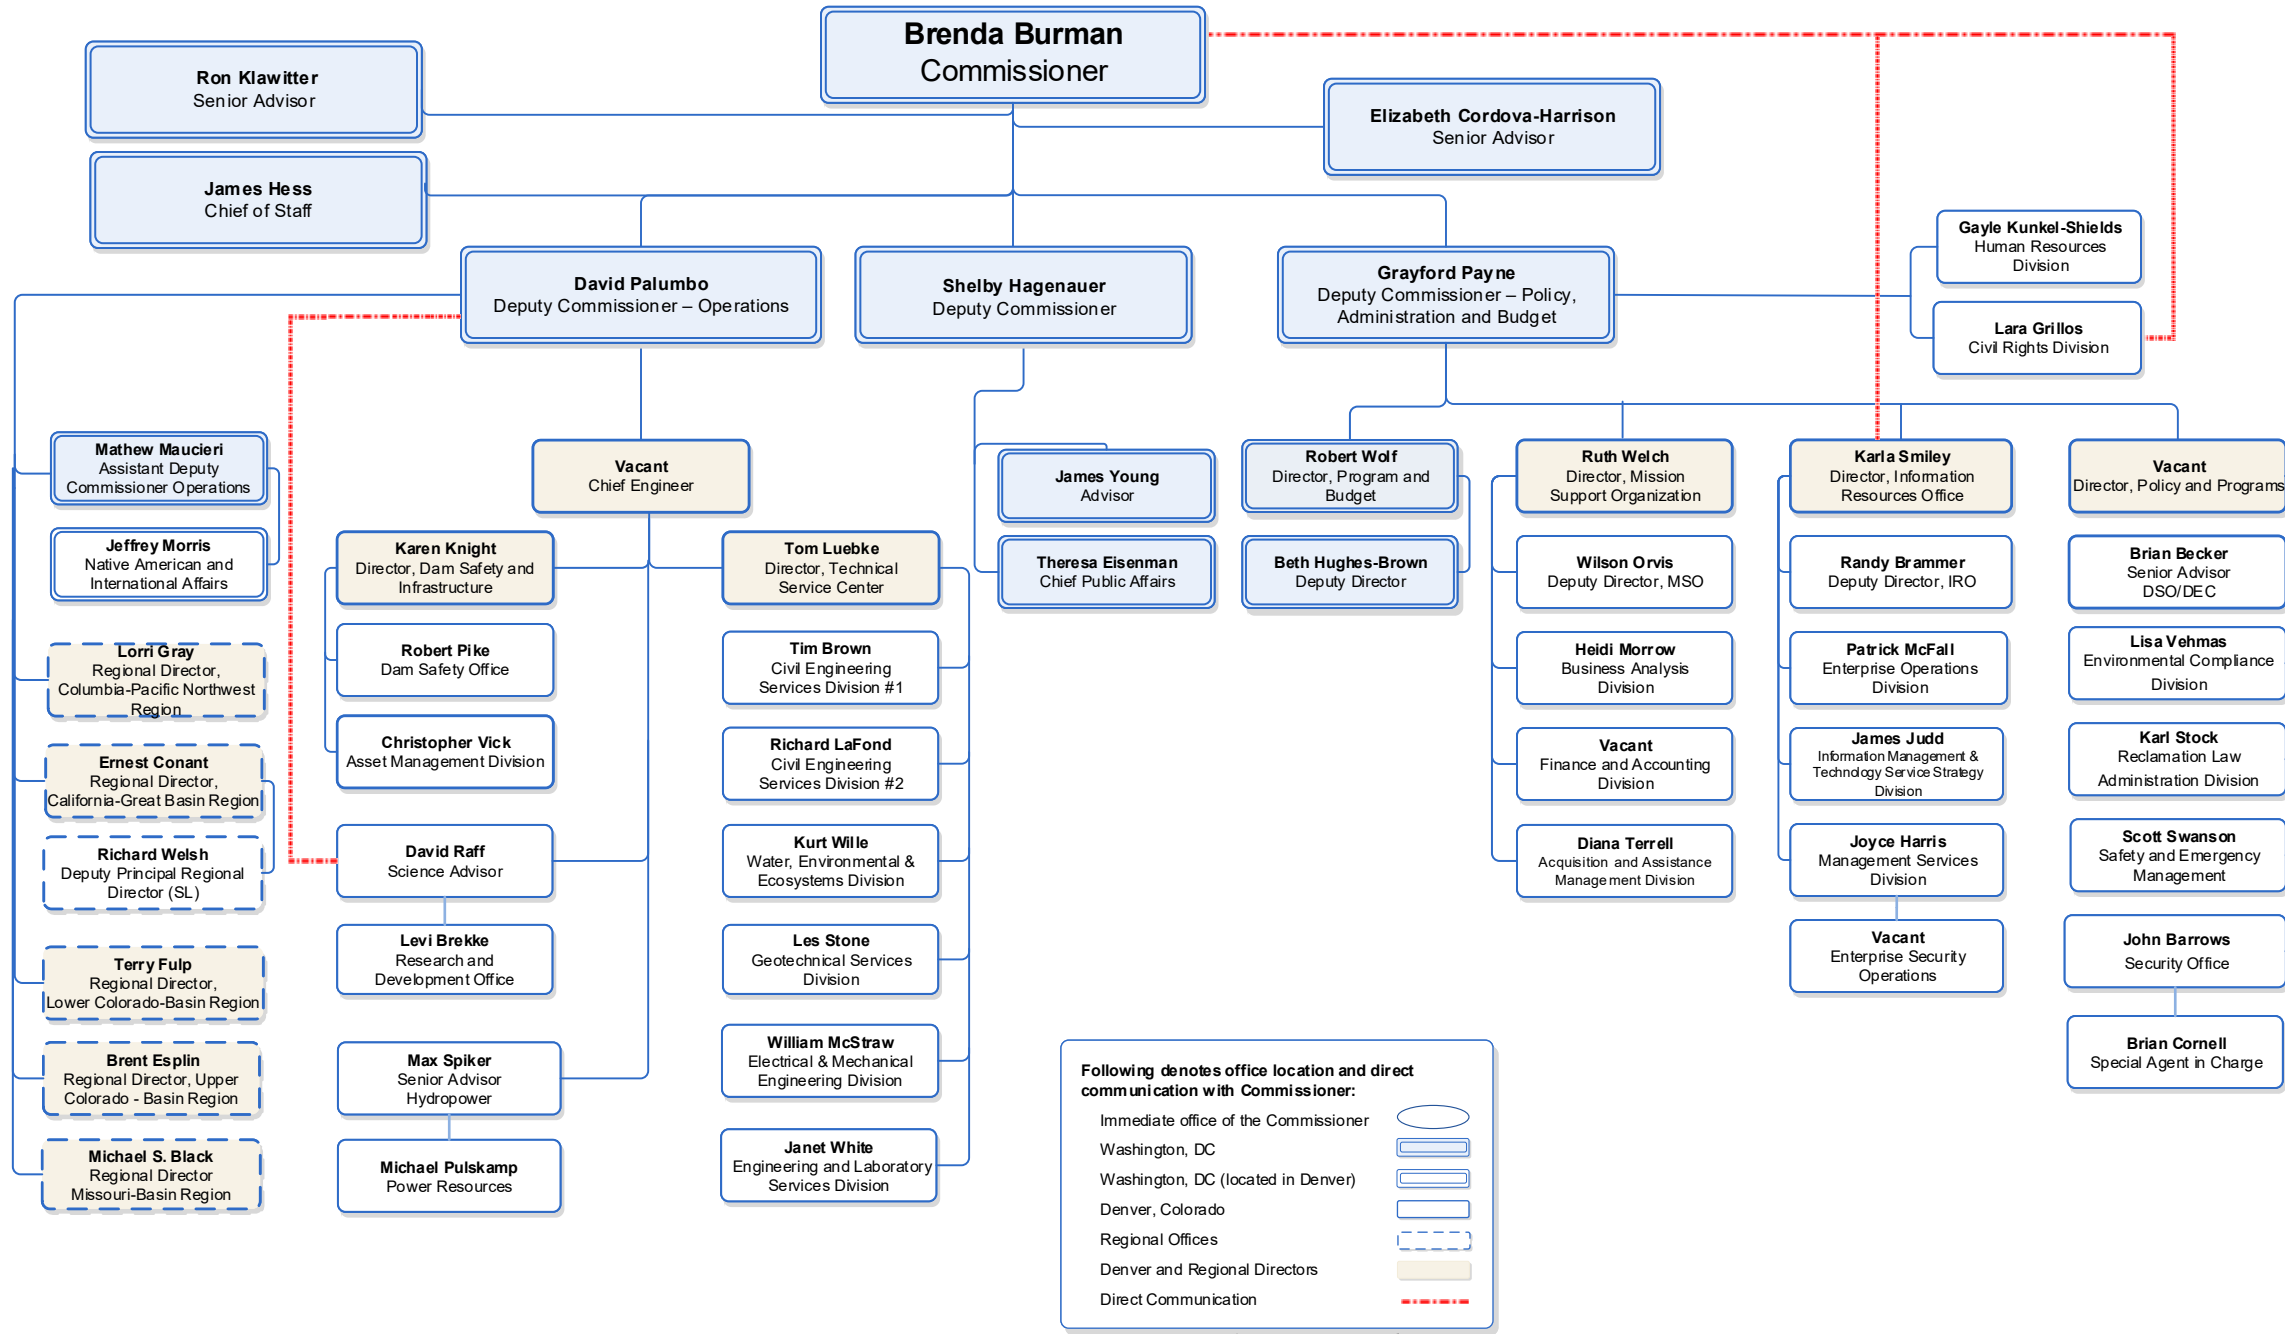 Brenda Burman
Commissioner
Ron Klawitter
Senior Advisor
Elizabeth Cordova-Harrison
Senior Advisor
James Hess
Chief of Staff
David Palumbo
Deputy Commissioner – Operations
Shelby Hagenauer
Deputy Commissioner
Grayford Payne
Deputy Commissioner – Policy,
Administration and Budget
Gayle Kunkel-Shields
Human Resources
Division
Lara Grillos
Civil Rights Division
Mathew Maucieri
Assistant Deputy
Commissioner Operations
Jeffrey Morris
Native American and
International Affairs
Lorri Gray
Regional Director,
Columbia-Pacific Northwest
Region
Ernest Conant
Regional Director,
California-Great Basin Region
Richard Welsh
Deputy Principal Regional
Director (SL)
Terry Fulp
Regional Director,
Lower Colorado-Basin Region
Brent Esplin
Regional Director, Upper
Colorado - Basin Region
Michael S. Black
Regional Director
Missouri-Basin Region
Vacant
Chief Engineer
Karen Knight
Director, Dam Safety and
Infrastructure
Robert Pike
Dam Safety Office
Christopher Vick
Asset Management Division
David Raff
Science Advisor
Levi Brekke
Research and
Development Office
Max Spiker
Senior Advisor
Hydropower
Michael Pulskamp
Power Resources
Tom Luebke
Director, Technical
Service Center
Tim Brown
Civil Engineering
Services Division #1
Richard LaFond
Civil Engineering
Services Division #2
Kurt Wille
Water, Environmental &
Ecosystems Division
Les Stone
Geotechnical Services
Division
William McStraw
Electrical & Mechanical
Engineering Division
Janet White
Engineering and Laboratory
Services Division
James Young
Advisor
Theresa Eisenman
Chief Public Affairs
Robert Wolf
Director, Program and
Budget
Beth Hughes-Brown
Deputy Director
Ruth Welch
Director, Mission
Support Organization
Wilson Orvis
Deputy Director, MSO
Heidi Morrow
Business Analysis
Division
Vacant
Finance and Accounting
Division
Diana Terrell
Acquisition and Assistance
Management Division
Karla Smiley
Director, Information
Resources Office
Randy Brammer
Deputy Director, IRO
Patrick McFall
Enterprise Operations
Division
James Judd
Information Management &
Technology Service Strategy
Division
Joyce Harris
Management Services
Division
Vacant
Enterprise Security
Operations
Vacant
Director, Policy and Programs
Brian Becker
Senior Advisor
DSO/DEC
Lisa Vehmas
Environmental Compliance
Division
Karl Stock
Reclamation Law
Administration Division
Scott Swanson
Safety and Emergency
Management
John Barrows
Security Office
Brian Cornell
Special Agent in Charge
Following denotes office location and direct
communication with Commissioner:
Immediate office of the Commissioner
Washington, DC
Washington, DC (located in Denver)
Denver, Colorado
Regional Offices
Denver and Regional Directors
Direct Communication